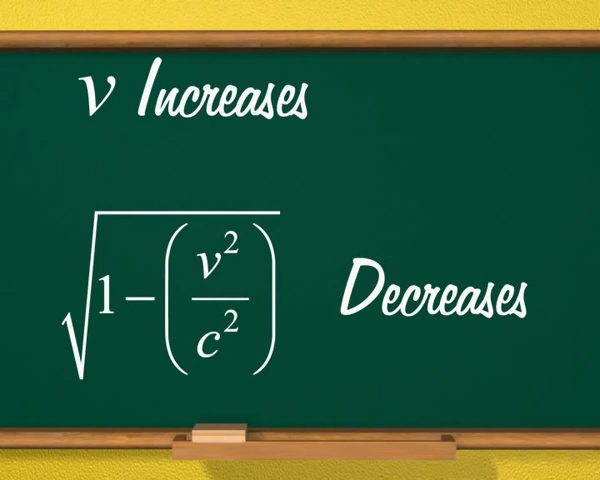 v Increases
√(1−(v²/c²)) Decreases